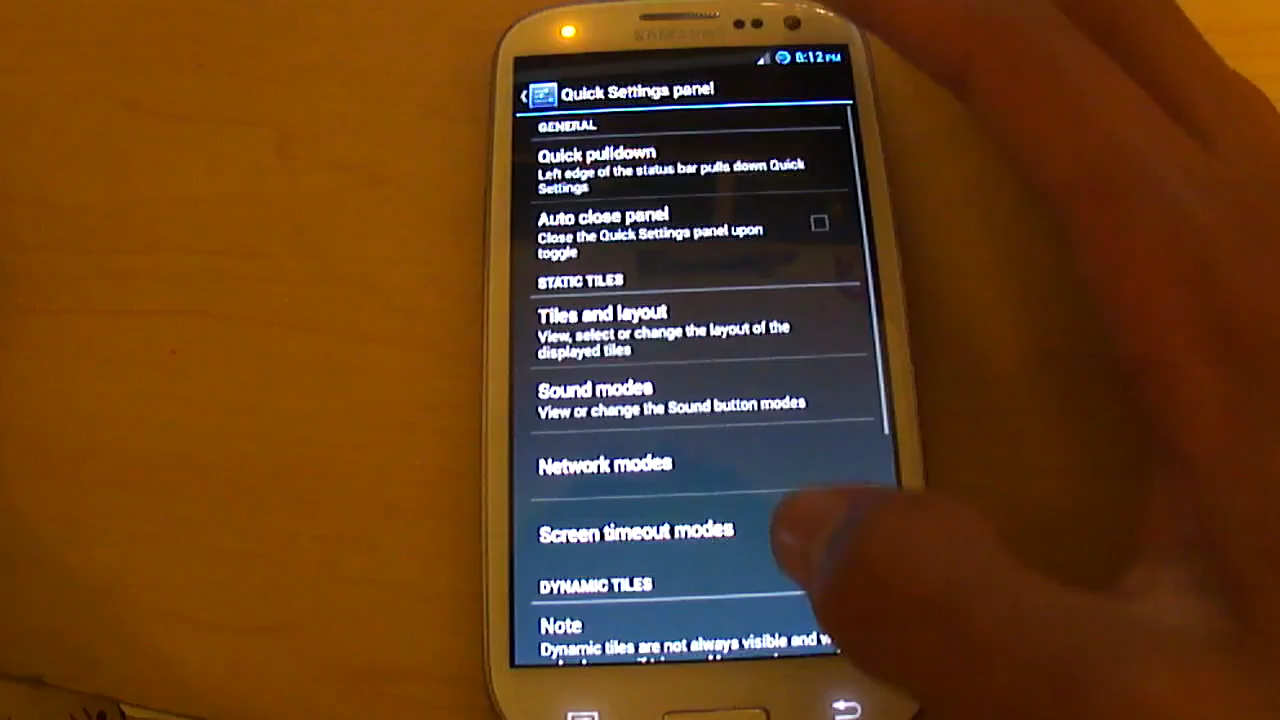 SAMSUNG
8:12 PM
Quick Settings panel
GENERAL
Quick pulldown
Left edge of the status bar pulls down Quick
Settings
Auto close panel
Close the Quick Settings panel upon
toggle
STATIC TILES
Tiles and layout
View, select or change the layout of the
displayed tiles
Sound modes
View or change the Sound button modes
Network modes
Screen timeout modes
DYNAMIC TILES
Note
Dynamic tiles are not always visible and w